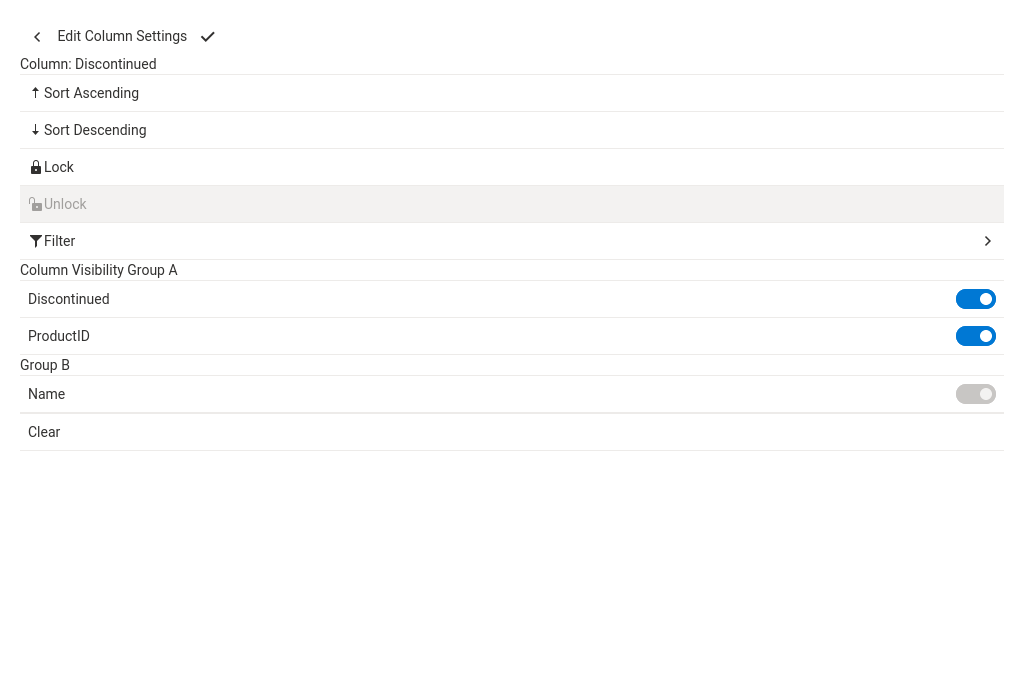 Edit Column Settings
Column: Discontinued
Sort Ascending
Sort Descending
Lock
Unlock
Filter
Column Visibility Group A
Discontinued
ProductID
Group B
Name
Clear